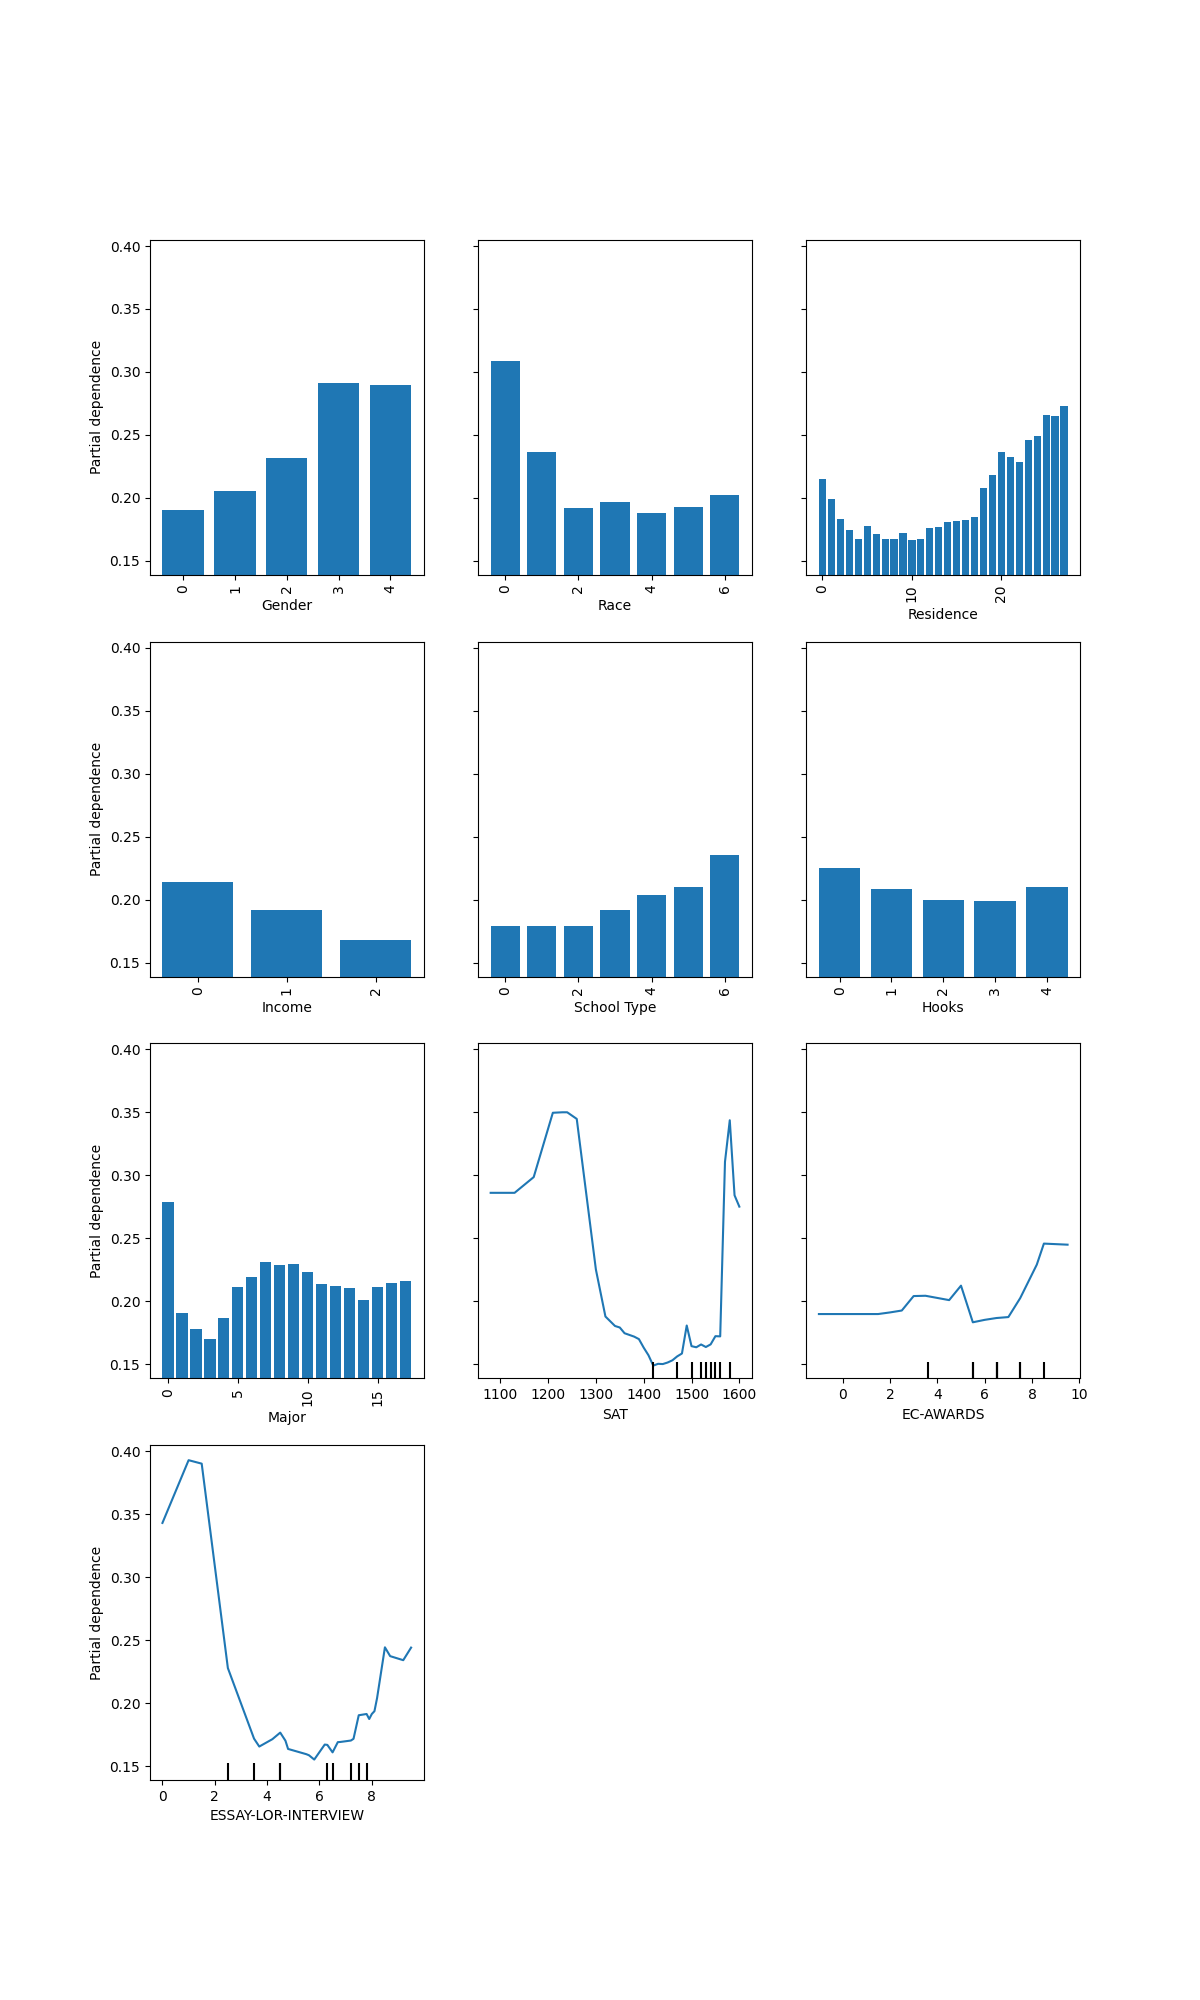 0.40
0.35
0.30
0.25
0.20
0.15
Partial dependence
0 1 2 3 4
Gender
0 2 4 6
Race
0 10 20
Residence
0.40
0.35
0.30
0.25
0.20
0.15
Partial dependence
0 1 2
Income
0 2 4 6
School Type
0 1 2 3 4
Hooks
0.40
0.35
0.30
0.25
0.20
0.15
Partial dependence
0 5 10 15
Major
1100 1200 1300 1400 1500 1600
SAT
0 2 4 6 8 10
EC-AWARDS
0.40
0.35
0.30
0.25
0.20
0.15
Partial dependence
0 2 4 6 8
ESSAY-LOR-INTERVIEW